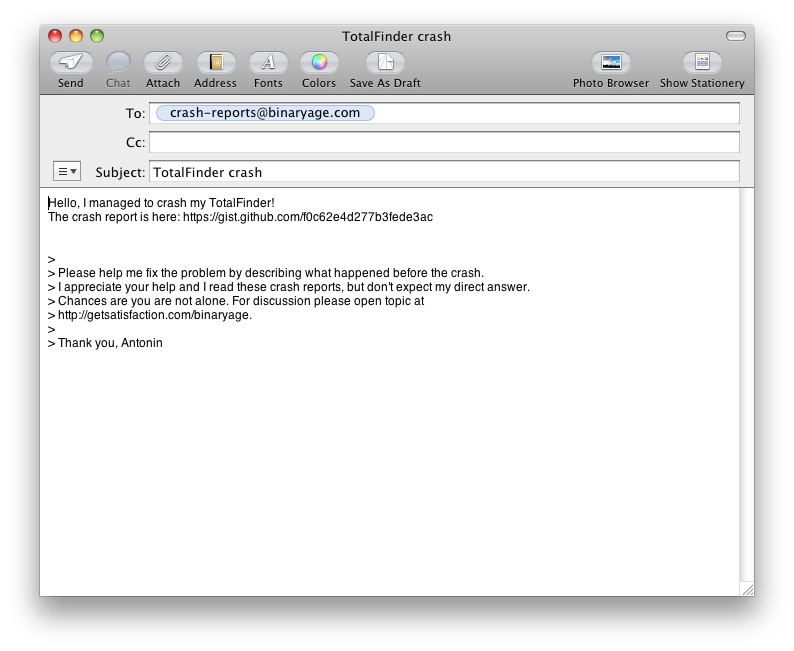 TotalFinder crash
Send Chat Attach Address Fonts Colors Save As Draft Photo Browser Show Stationery
To: crash-reports@binaryage.com
Cc:
Subject: TotalFinder crash
Hello, I managed to crash my TotalFinder!
The crash report is here: https://gist.github.com/f0c62e4d277b3fede3ac
>
> Please help me fix the problem by describing what happened before the crash.
> I appreciate your help and I read these crash reports, but don't expect my direct answer.
> Chances are you are not alone. For discussion please open topic at
> http://getsatisfaction.com/binaryage.
>
> Thank you, Antonin